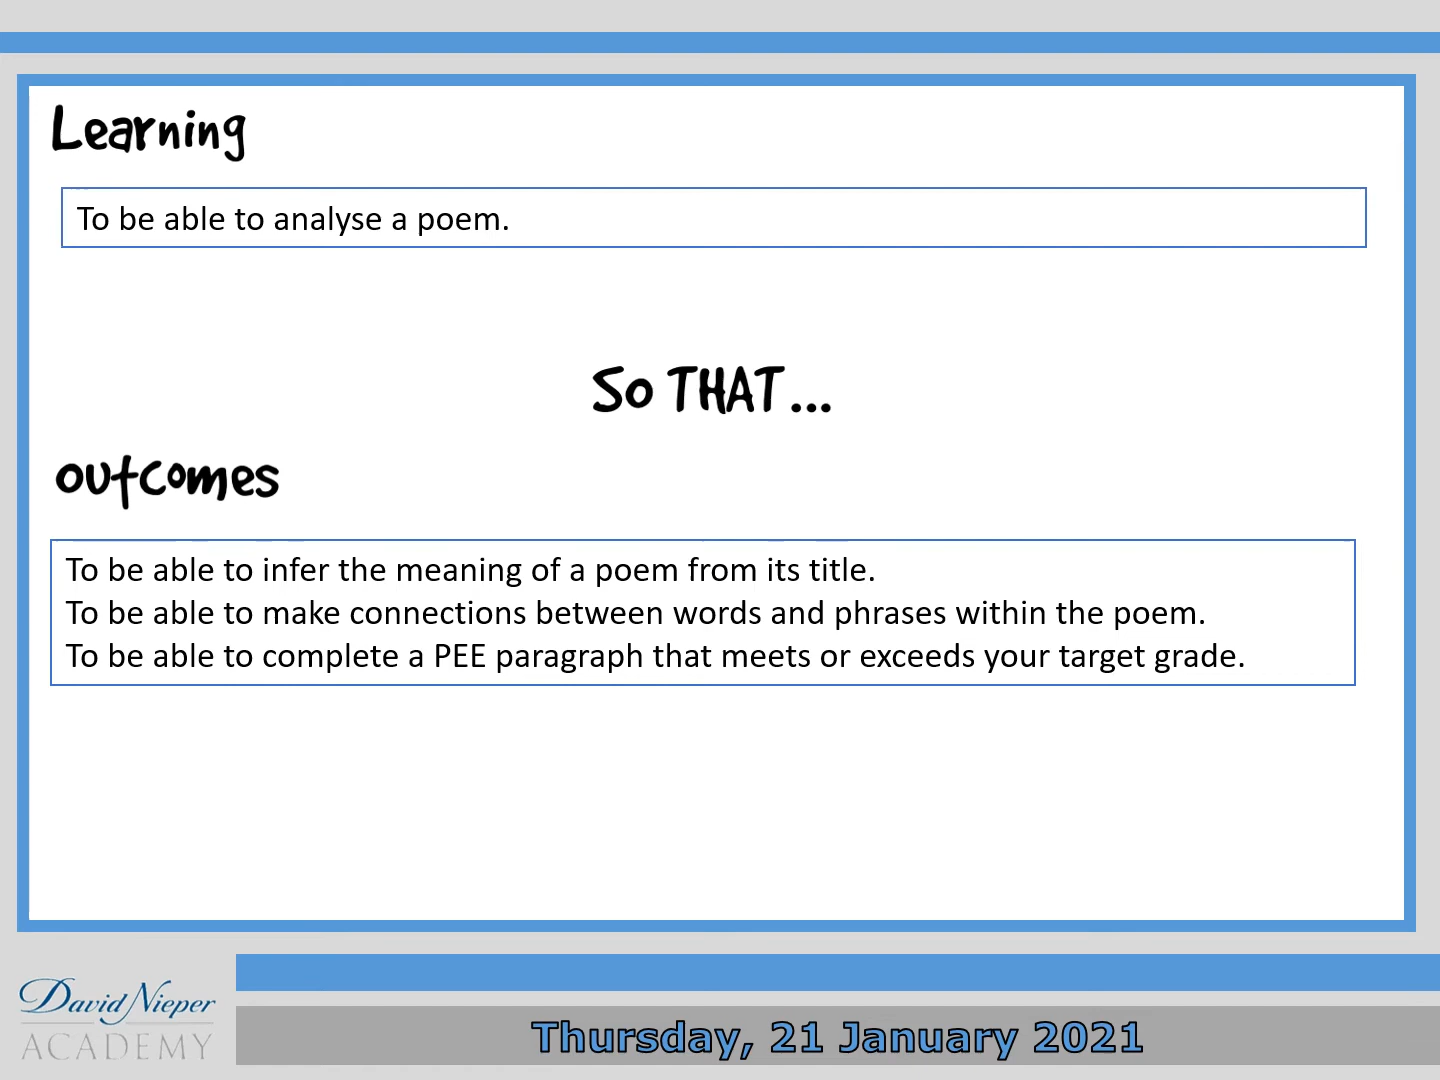 Learning
To be able to analyse a poem.
So THAT...
outcomes
To be able to infer the meaning of a poem from its title.
To be able to make connections between words and phrases within the poem.
To be able to complete a PEE paragraph that meets or exceeds your target grade.
David Nieper
ACADEMY
Thursday, 21 January 2021